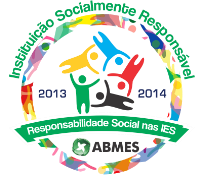 Instituição Socialmente Responsável
2013 2014
Responsabilidade Social nas IES
ABMES